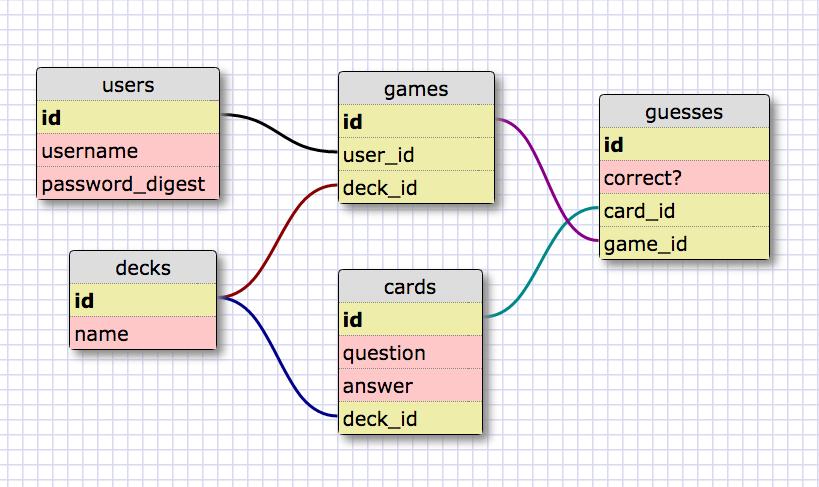 users
id
username
password_digest
decks
id
name
games
id
user_id
deck_id
cards
id
question
answer
deck_id
guesses
id
correct?
card_id
game_id